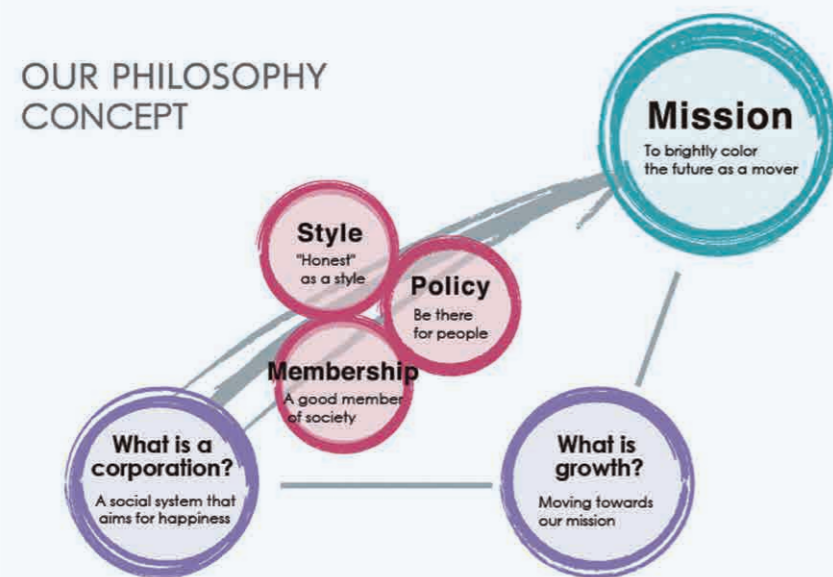 OUR PHILOSOPHY
CONCEPT
Mission
To brightly color
the future as a mover
Style
"Honest"
as a style
Policy
Be there
for people
Membership
A good member
of society
What is a
corporation?
A social system that
aims for happiness
What is
growth?
Moving towards
our mission